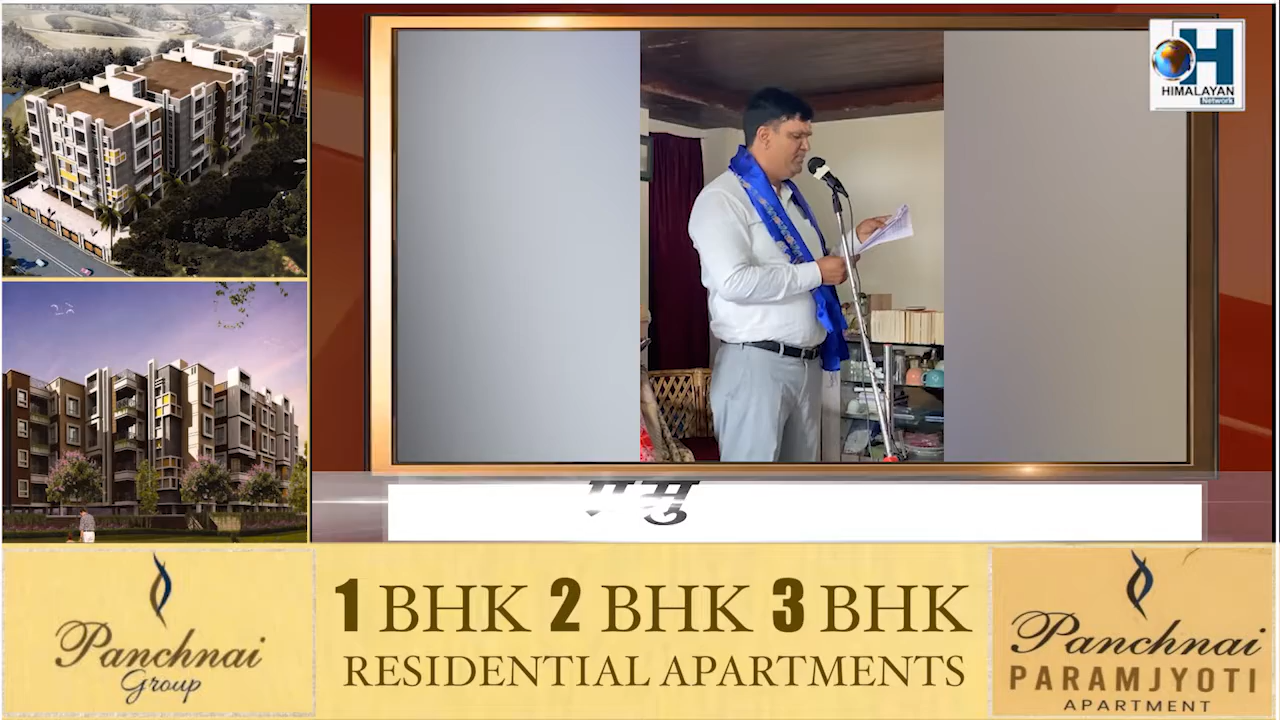 HIMALAYAN
Network
Panchnai
Group
1 BHK 2 BHK 3 BHK
RESIDENTIAL APARTMENTS
Panchnai
PARAMJYOTI
APARTMENT